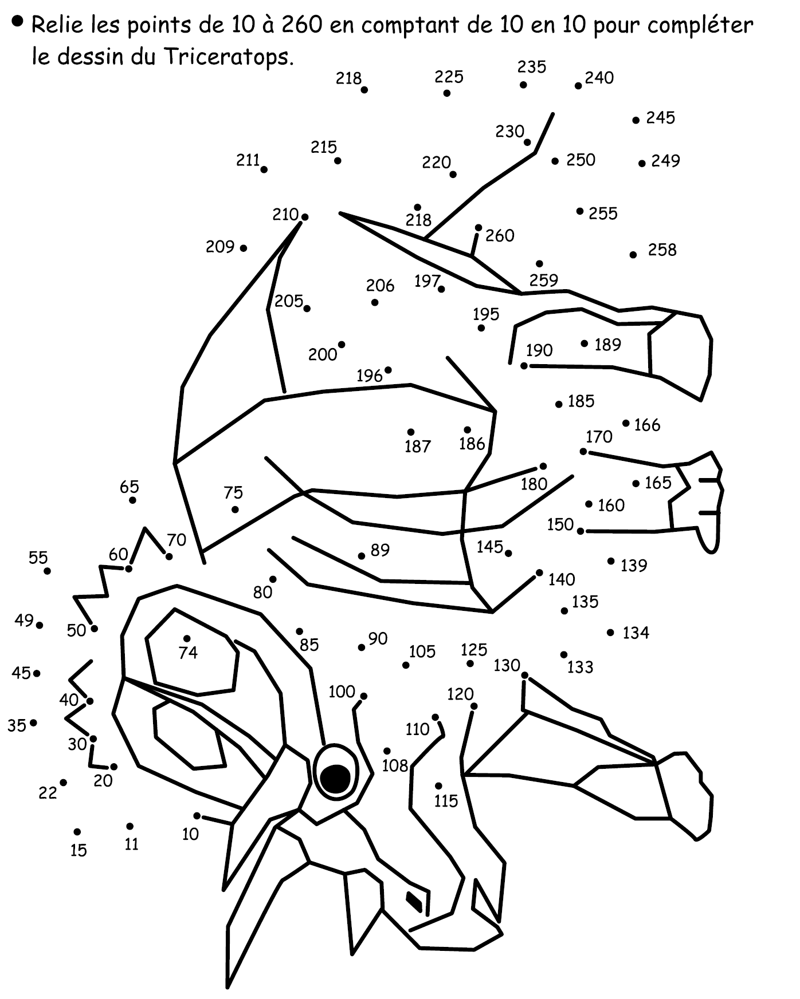 Relie les points de 10 à 260 en comptant de 10 en 10 pour compléter
le dessin du Triceratops.
218 225 235 240
245
230
211 215 220 250 249
210 218 255
209 260 258
206 197 259
205 195
200 190 189
196
185
187 186 170 166
65 75 180 165
160
150
70
55 60 89 145 139
80 140
49 50 135
74 85 90 134
105 125 130 133
45
40 100 120
35 30 110
20 108
22 115
10
15 11